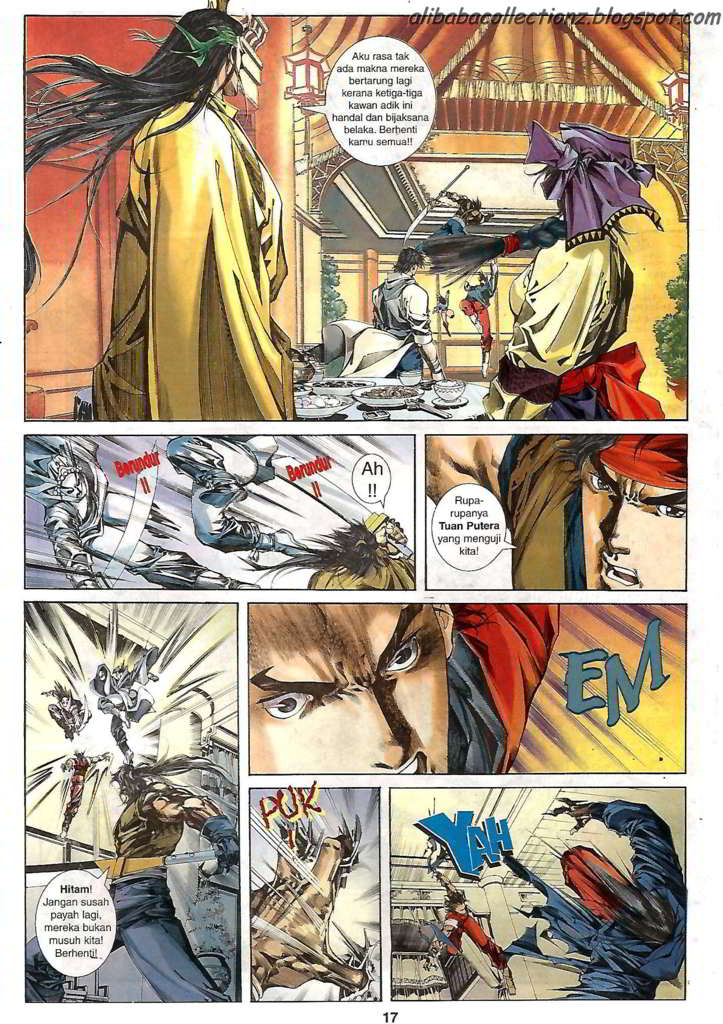 alibabacollectionz.blogspot.com
Aku rasa tak
ada makna mereka
bertarung lagi
kerana ketiga-tiga
kawan adik ini
handal dan bijaksana
belaka. Berhenti
kamu semua!!
Berundur
!!
Berundur
!!
Ah
!!
Rupa-
rupanya
Tuan Putera
yang menguji
kita!
Hitam!
Jangan susah
payah lagi,
mereka bukan
musuh kita!
Berhenti!
EM
PUK
!
YAH
17